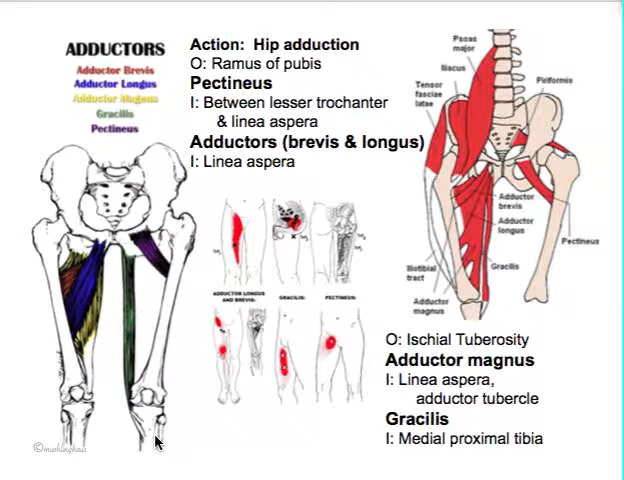 ADDUCTORS
Adductor Brevis
Adductor Longus
Adductor Magnus
Gracilis
Pectineus
Action: Hip adduction
O: Ramus of pubis
Pectineus
I: Between lesser trochanter
& linea aspera
Adductors (brevis & longus)
I: Linea aspera
Psoas
major
Iliacus
Tensor
fasciae
latae
Piriformis
Adductor
brevis
Adductor
longus
Pectineus
Gracilis
Iliotibial
tract
Adductor
magnus
ADDUCTOR LONGUS
AND BREVIS:
GRACILIS:
PECTINEUS:
O: Ischial Tuberosity
Adductor magnus
I: Linea aspera,
adductor tubercle
Gracilis
I: Medial proximal tibia